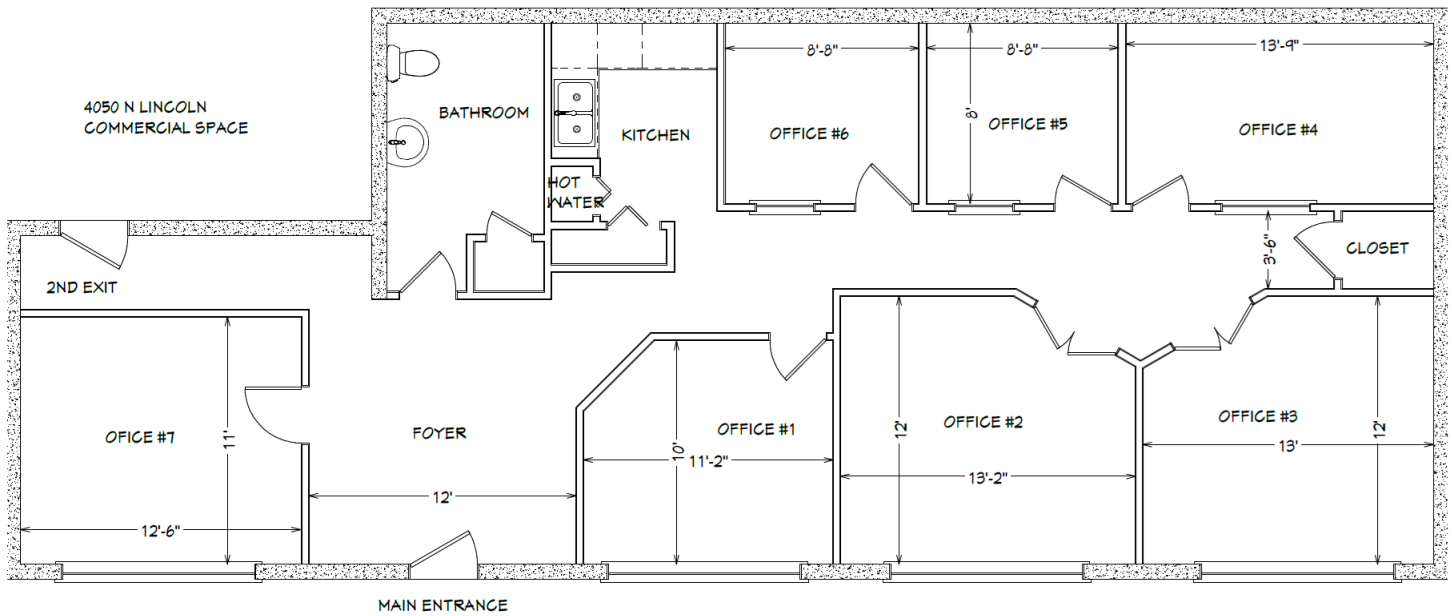 8'-8"
8'-8"
13'-9"
4050 N LINCOLN
COMMERCIAL SPACE
BATHROOM
KITCHEN
OFFICE #6
8'
OFFICE #5
OFFICE #4
HOT
WATER
2ND EXIT
3'-6"
CLOSET
OFICE #7
11'
FOYER
OFFICE #1
10'
11'-2"
OFFICE #2
12'
13'-2"
OFFICE #3
12'
13'
12'
12'-6"
MAIN ENTRANCE